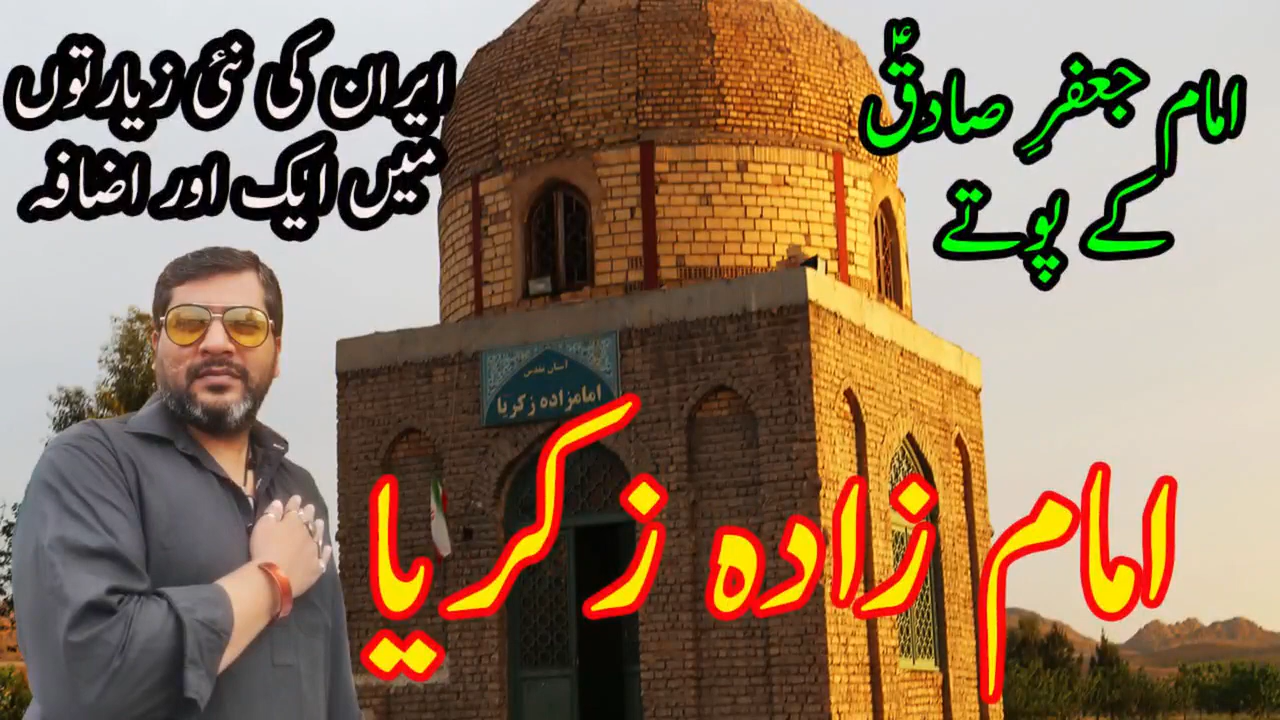 ایران کی نئی زیارتوں
میں ایک اور اضافہ
امام جعفرِ صادقؑ
کے پوتے
آستان مقدس
امامزاده زکریا
امام زادہ زکریا